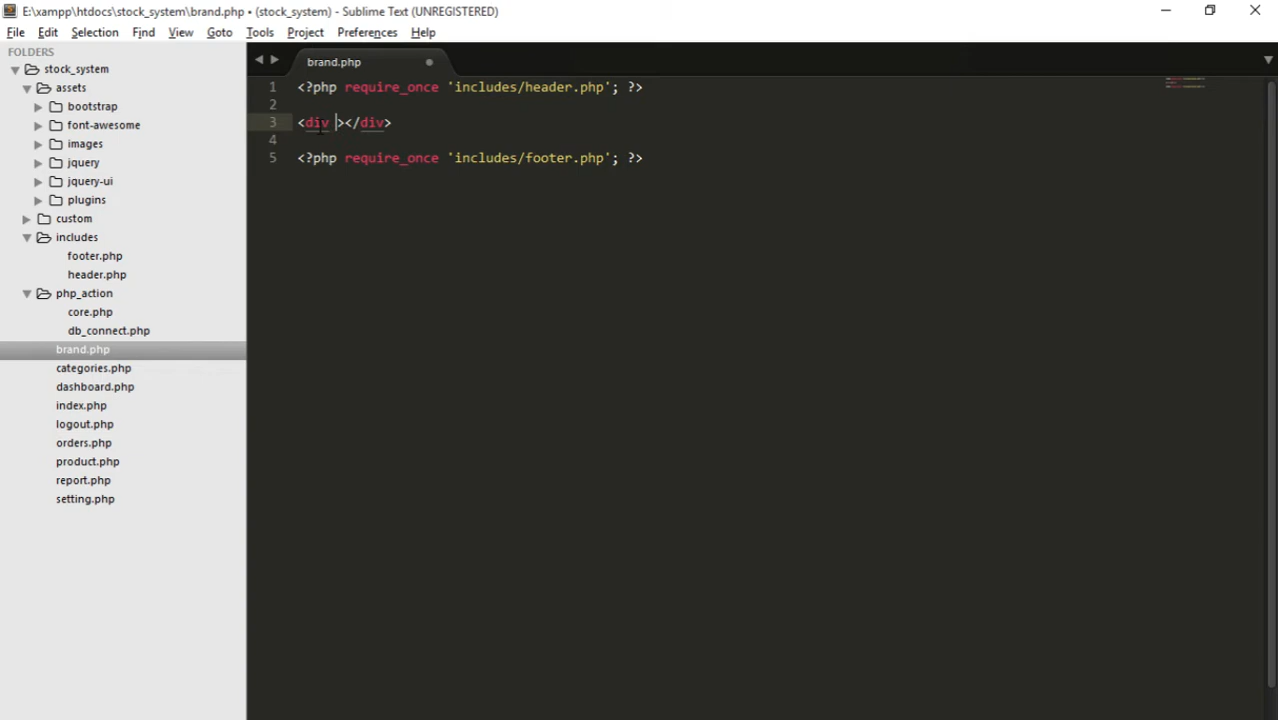 E:\xampp\htdocs\stock_system\brand.php • (stock_system) - Sublime Text (UNREGISTERED)
File Edit Selection Find View Goto Tools Project Preferences Help
FOLDERS
stock_system
assets
bootstrap
font-awesome
images
jquery
jquery-ui
plugins
custom
includes
footer.php
header.php
php_action
core.php
db_connect.php
brand.php
categories.php
dashboard.php
index.php
logout.php
orders.php
product.php
report.php
setting.php
brand.php
1 <?php require_once 'includes/header.php'; ?>
2
3 <div ></div>
4
5 <?php require_once 'includes/footer.php'; ?>